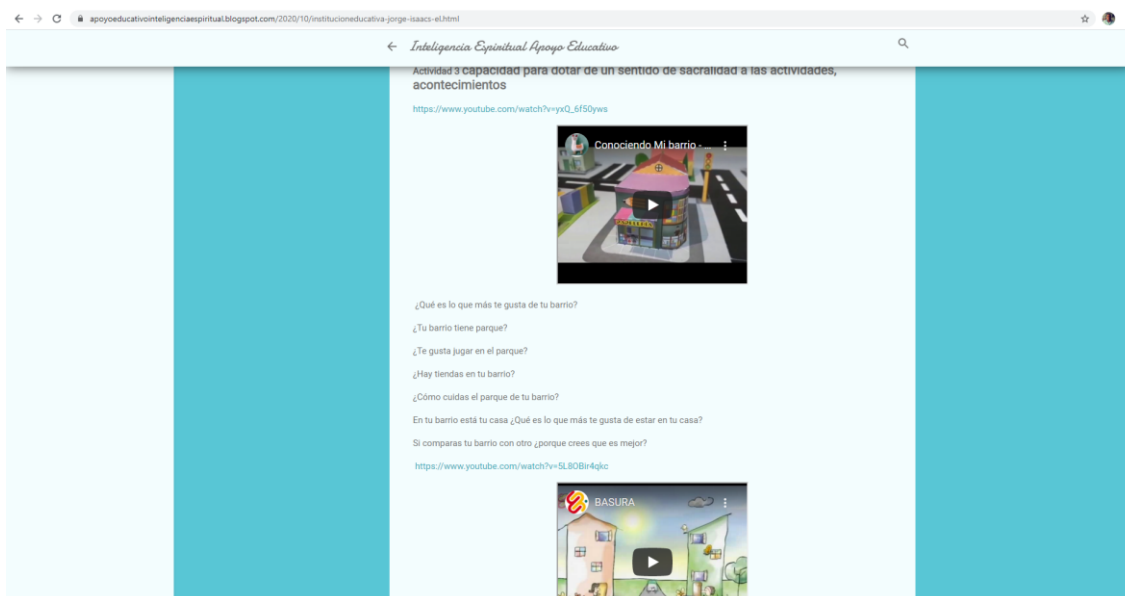 apoyoeducativointeligenciaespiritual.blogspot.com/2020/10/institucioneducativa-jorge-isaacs-el.html
Inteligencia Espiritual Apoyo Educativo
Actividad 3 capacidad para dotar de un sentido de sacralidad a las actividades,
acontecimientos
https://www.youtube.com/watch?v=yxQ_6f50yws
Conociendo Mi barrio - ...
¿Qué es lo que más te gusta de tu barrio?
¿Tu barrio tiene parque?
¿Te gusta jugar en el parque?
¿Hay tiendas en tu barrio?
¿Cómo cuidas el parque de tu barrio?
En tu barrio está tu casa ¿Qué es lo que más te gusta de estar en tu casa?
Si comparas tu barrio con otro ¿porque crees que es mejor?
https://www.youtube.com/watch?v=5L8OBir4qkc
BASURA